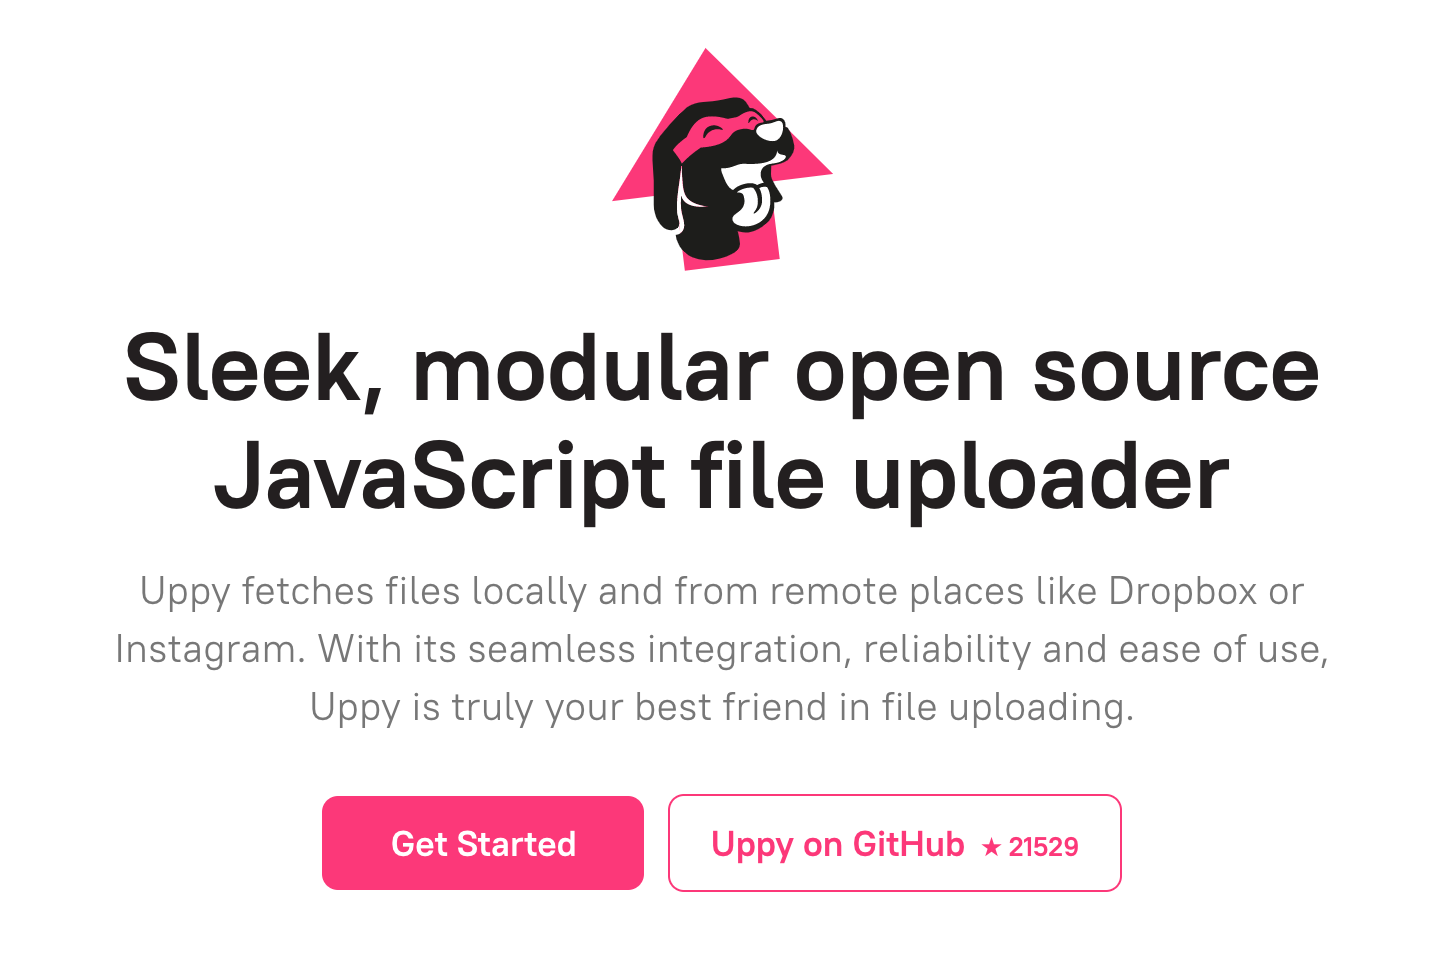 Sleek, modular open source
JavaScript file uploader
Uppy fetches files locally and from remote places like Dropbox or
Instagram. With its seamless integration, reliability and ease of use,
Uppy is truly your best friend in file uploading.
Get Started
Uppy on GitHub ★ 21529